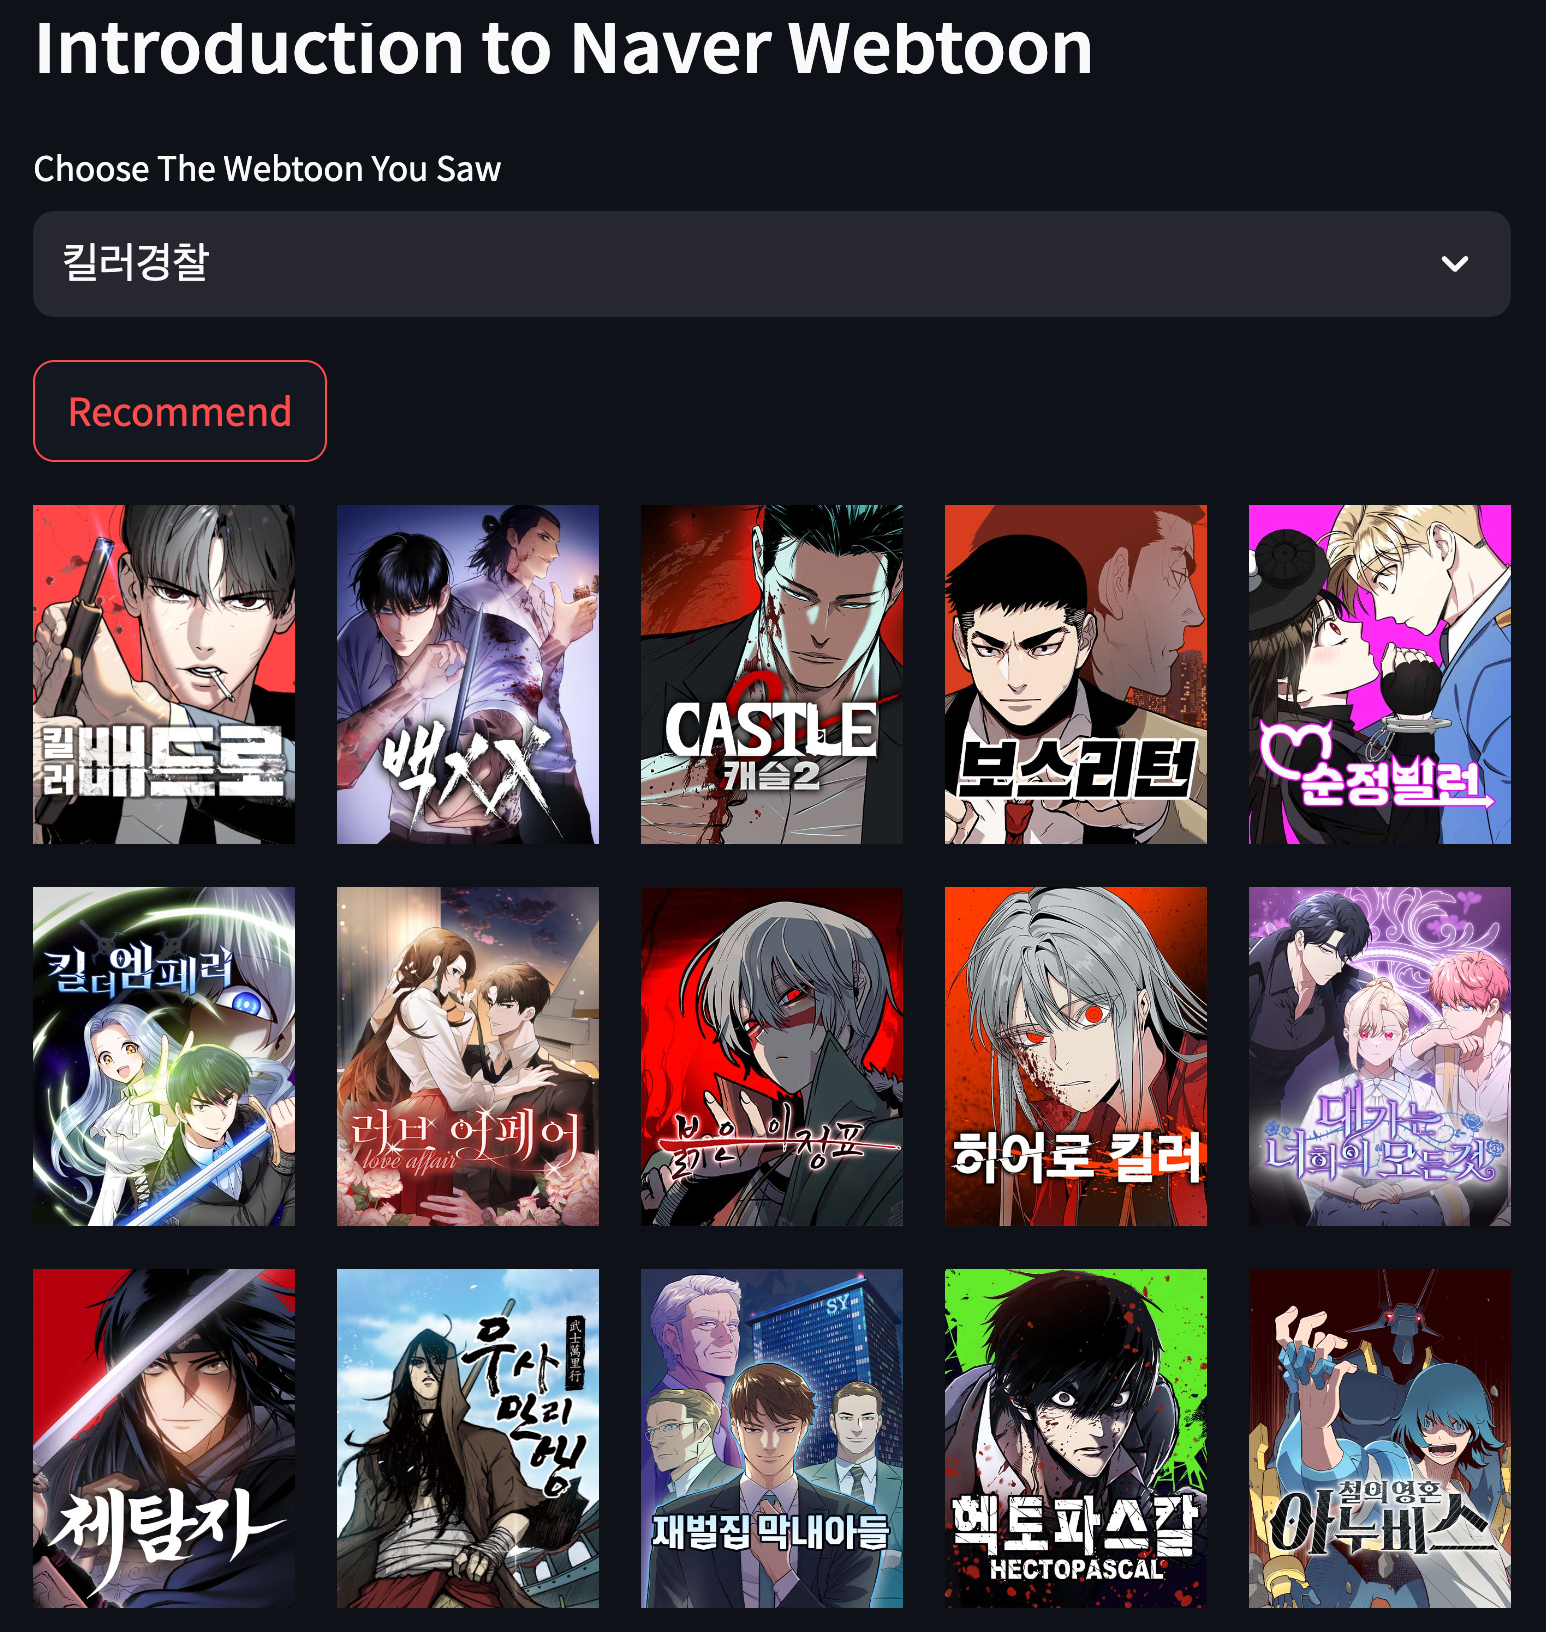 Introduction to Naver Webtoon
Choose The Webtoon You Saw
킬러경찰
Recommend
킬러 배드로
백XX
CASTLE 2
캐슬2
보스리턴
순정빌런
킬 더 엠페러
러브 어페어
love affair
붉은 이정표
히어로 킬러
대가는
너희의 모든것
체탐자
무사
만리
행
武士萬里行
SY
재벌집 막내아들
헥토파스칼
HECTOPASCAL
철의영혼
아누비스